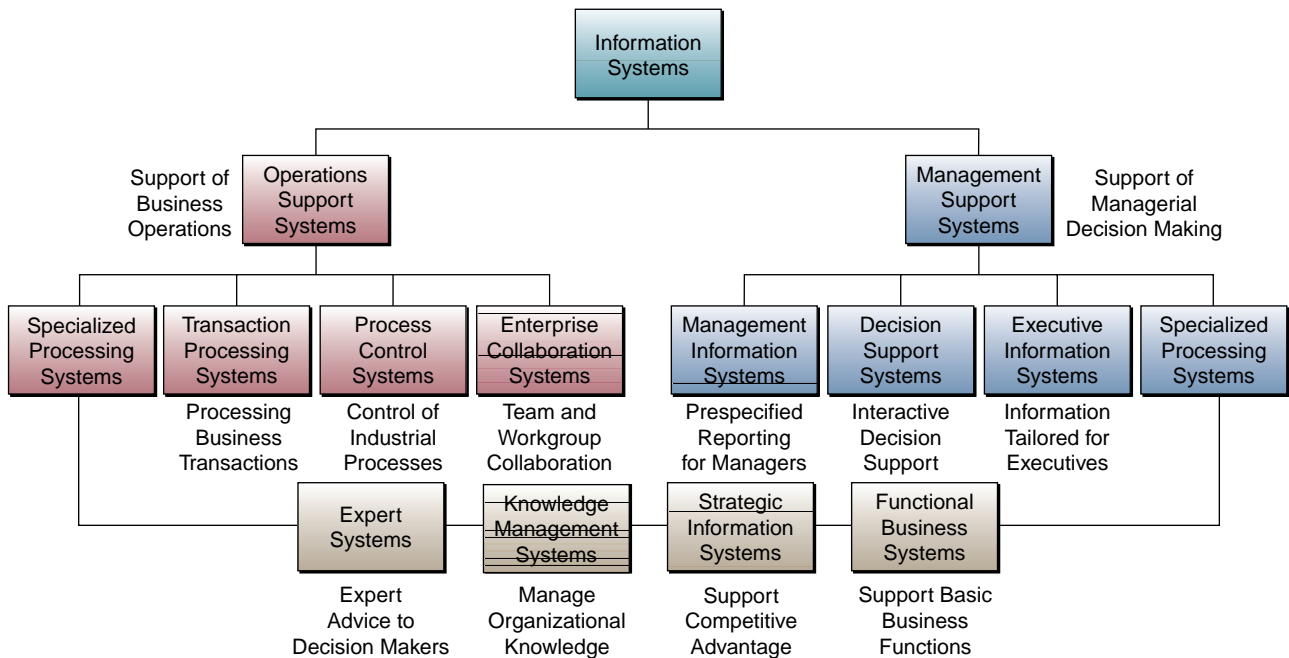 Information
Systems
Support of
Business
Operations
Operations
Support
Systems
Management
Support
Systems
Support of
Managerial
Decision Making
Specialized
Processing
Systems
Transaction
Processing
Systems
Process
Control
Systems
Enterprise
Collaboration
Systems
Management
Information
Systems
Decision
Support
Systems
Executive
Information
Systems
Specialized
Processing
Systems
Processing
Business
Transactions
Control of
Industrial
Processes
Team and
Workgroup
Collaboration
Prespecified
Reporting
for Managers
Interactive
Decision
Support
Information
Tailored for
Executives
Expert
Systems
Knowledge
Management
Systems
Strategic
Information
Systems
Functional
Business
Systems
Expert
Advice to
Decision Makers
Manage
Organizational
Knowledge
Support
Competitive
Advantage
Support Basic
Business
Functions